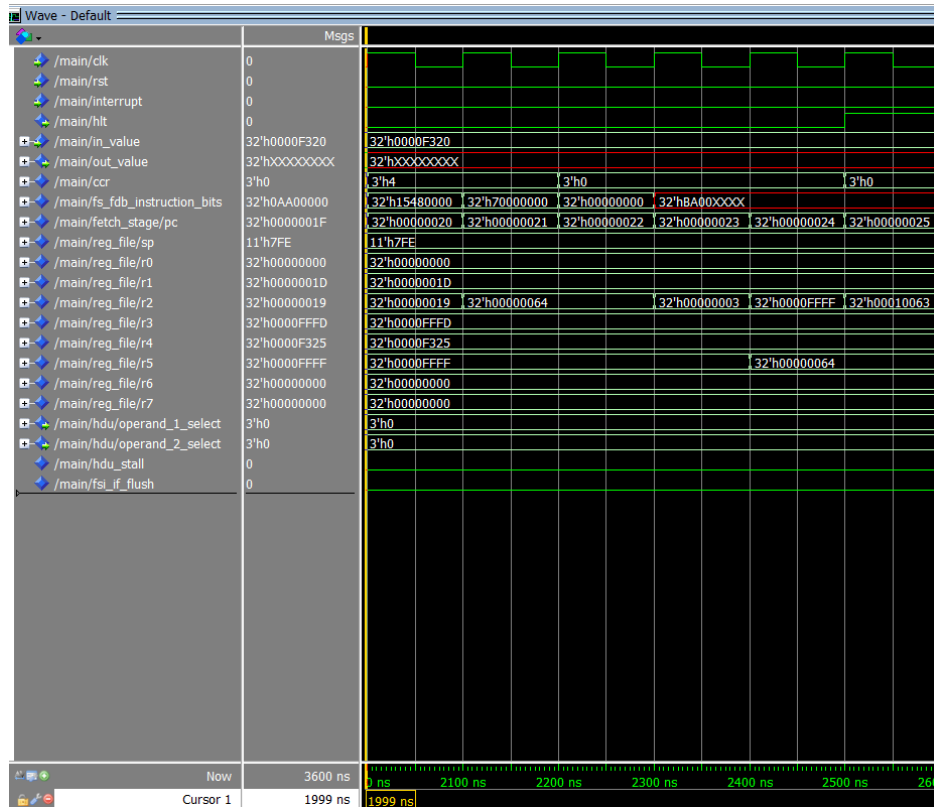 Wave - Default
Msgs
/main/clk 0
/main/rst 0
/main/interrupt 0
/main/hlt 0
/main/in_value 32'h0000F320 32'h0000F320
/main/out_value 32'hXXXXXXXX 32'hXXXXXXXX
/main/ccr 3'h0 3'h4 3'h0 3'h0
/main/fs_fdb_instruction_bits 32'h0AA00000 32'h15480000 32'h70000000 32'h00000000 32'hBA00XXXX
/main/fetch_stage/pc 32'h0000001F 32'h00000020 32'h00000021 32'h00000022 32'h00000023 32'h00000024 32'h00000025
/main/reg_file/sp 11'h7FE 11'h7FE
/main/reg_file/r0 32'h00000000 32'h00000000
/main/reg_file/r1 32'h0000001D 32'h0000001D
/main/reg_file/r2 32'h00000019 32'h00000019 32'h00000064 32'h00000003 32'h0000FFFF 32'h00010063
/main/reg_file/r3 32'h0000FFFD 32'h0000FFFD
/main/reg_file/r4 32'h0000F325 32'h0000F325
/main/reg_file/r5 32'h0000FFFF 32'h0000FFFF 32'h00000064
/main/reg_file/r6 32'h00000000 32'h00000000
/main/reg_file/r7 32'h00000000 32'h00000000
/main/hdu/operand_1_select 3'h0 3'h0
/main/hdu/operand_2_select 3'h0 3'h0
/main/hdu_stall 0
/main/fsi_if_flush 0
Now 3600 ns 0 ns 2100 ns 2200 ns 2300 ns 2400 ns 2500 ns 26
Cursor 1 1999 ns 1999 ns